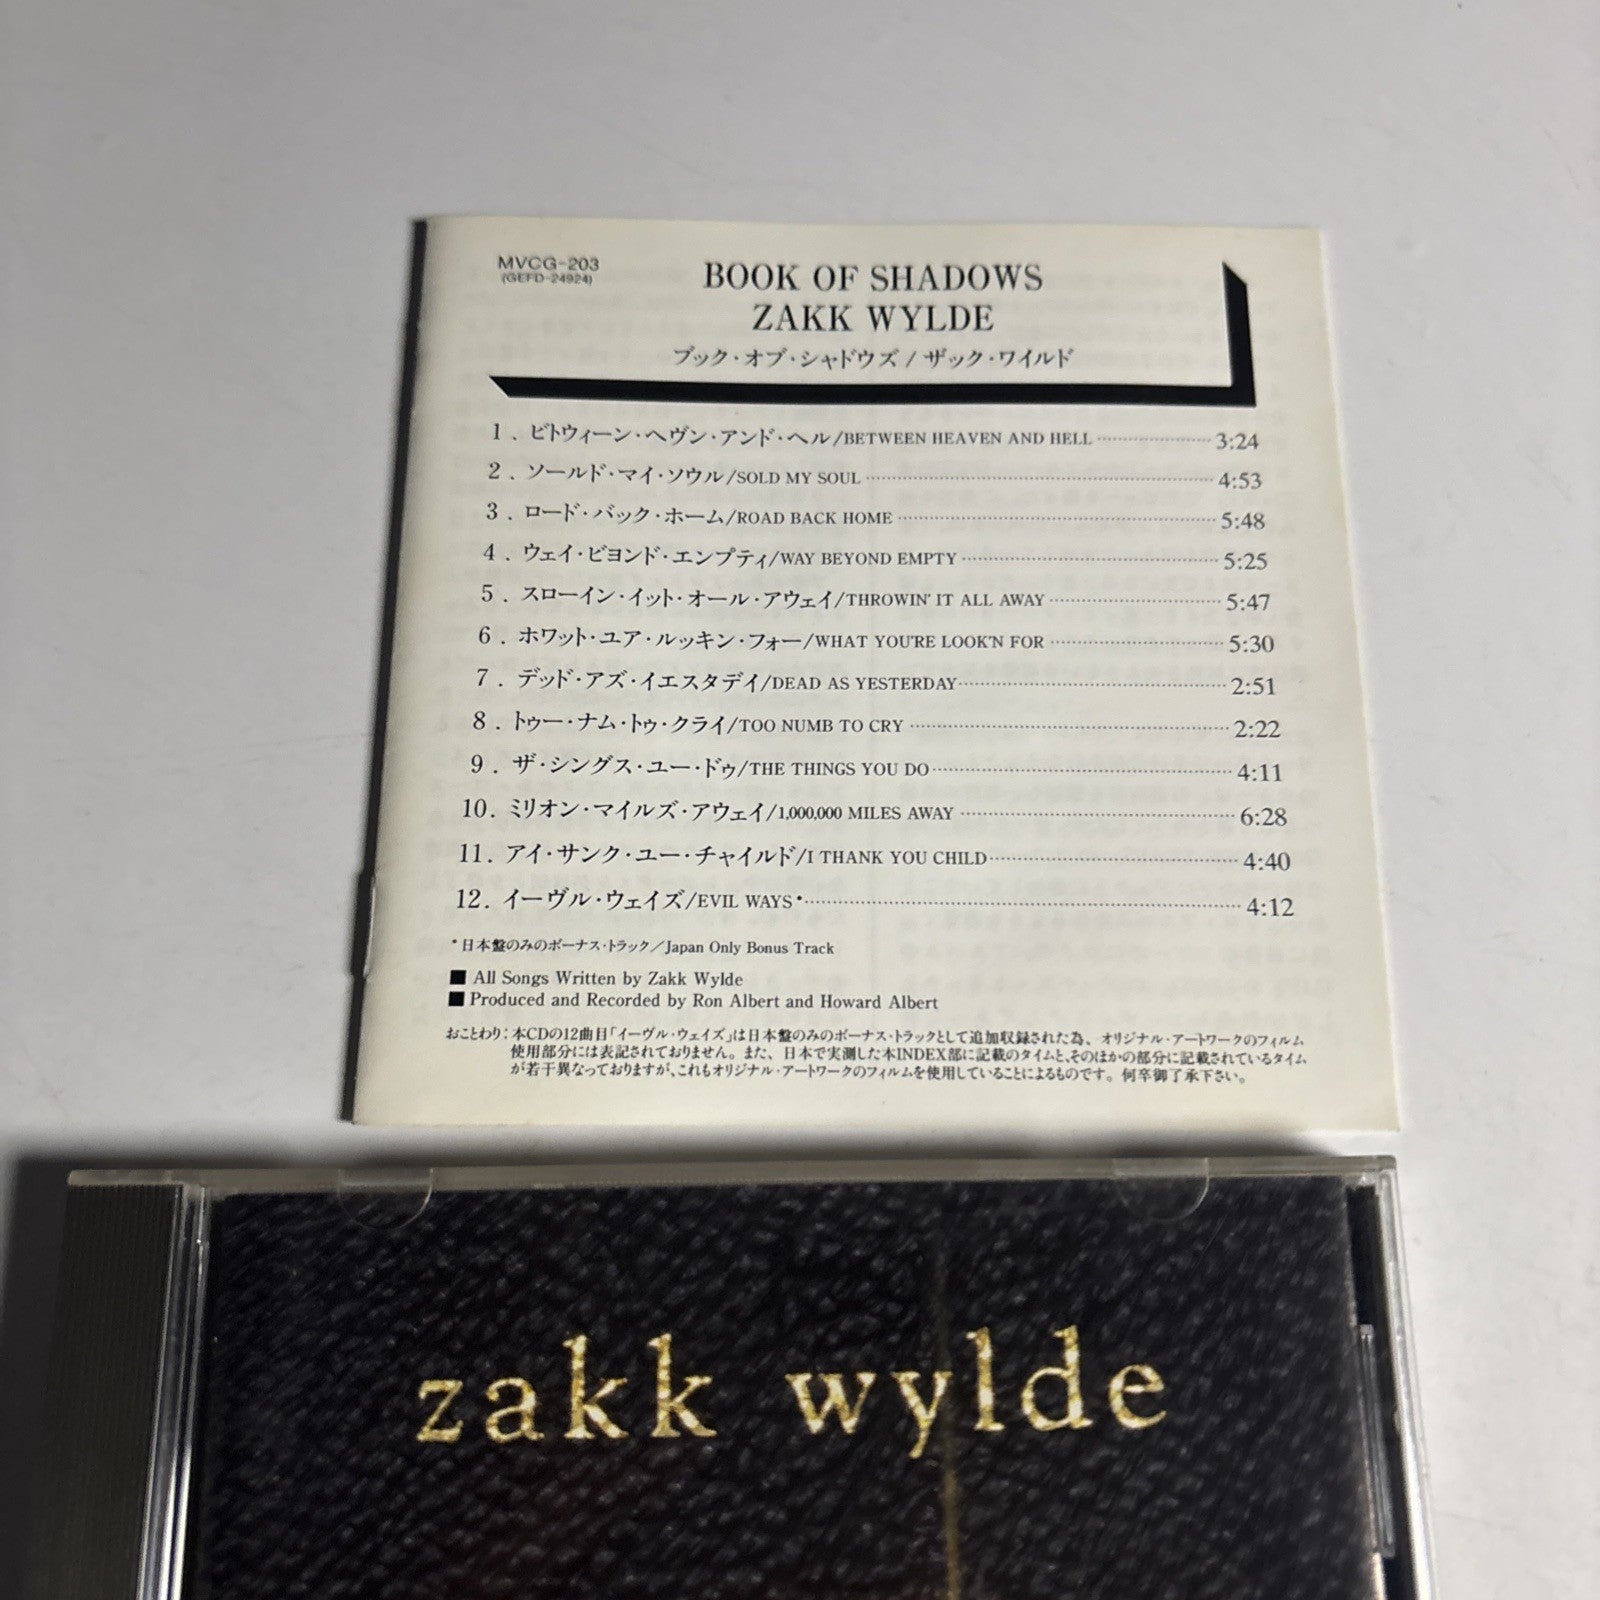 MVCG-203
(GEFD-24924)
BOOK OF SHADOWS
ZAKK WYLDE
ブック・オブ・シャドウズ / ザック・ワイルド
1 . ビトウィーン・ヘヴン・アンド・ヘル/BETWEEN HEAVEN AND HELL 3:24
2 . ソールド・マイ・ソウル/SOLD MY SOUL 4:53
3 . ロード・バック・ホーム/ROAD BACK HOME 5:48
4 . ウェイ・ビヨンド・エンプティ/WAY BEYOND EMPTY 5:25
5 . スローイン・イット・オール・アウェイ/THROWIN' IT ALL AWAY 5:47
6 . ホワット・ユア・ルッキン・フォー/WHAT YOU'RE LOOK'N FOR 5:30
7 . デッド・アズ・イエスタデイ/DEAD AS YESTERDAY 2:51
8 . トゥー・ナム・トゥ・クライ/TOO NUMB TO CRY 2:22
9 . ザ・シングス・ユー・ドゥ/THE THINGS YOU DO 4:11
10. ミリオン・マイルズ・アウェイ/1,000,000 MILES AWAY 6:28
11. アイ・サンク・ユー・チャイルド/I THANK YOU CHILD 4:40
12. イーヴル・ウェイズ/EVIL WAYS* 4:12
*日本盤のみのボーナス・トラック/Japan Only Bonus Track
■ All Songs Written by Zakk Wylde
■ Produced and Recorded by Ron Albert and Howard Albert
おことわり：本CDの12曲目「イーヴル・ウェイズ」は日本盤のみのボーナス・トラックとして追加収録された為、オリジナル・アートワークのフィルム
使用部分には表記されておりません。また、日本で実測した本INDEX部に記載のタイムと、そのほかの部分に記載されているタイム
が若干異なっておりますが、これもオリジナル・アートワークのフィルムを使用していることによるものです。何卒御了承下さい。
zakk wylde